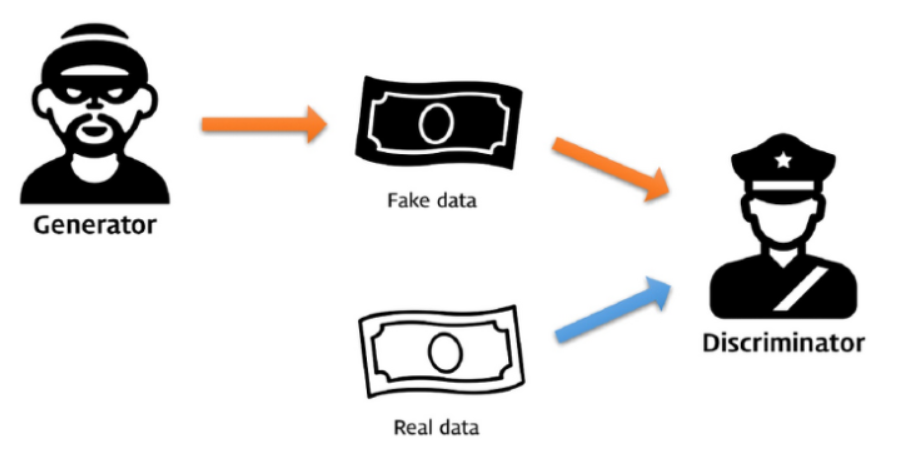 Generator
Fake data
Discriminator
Real data